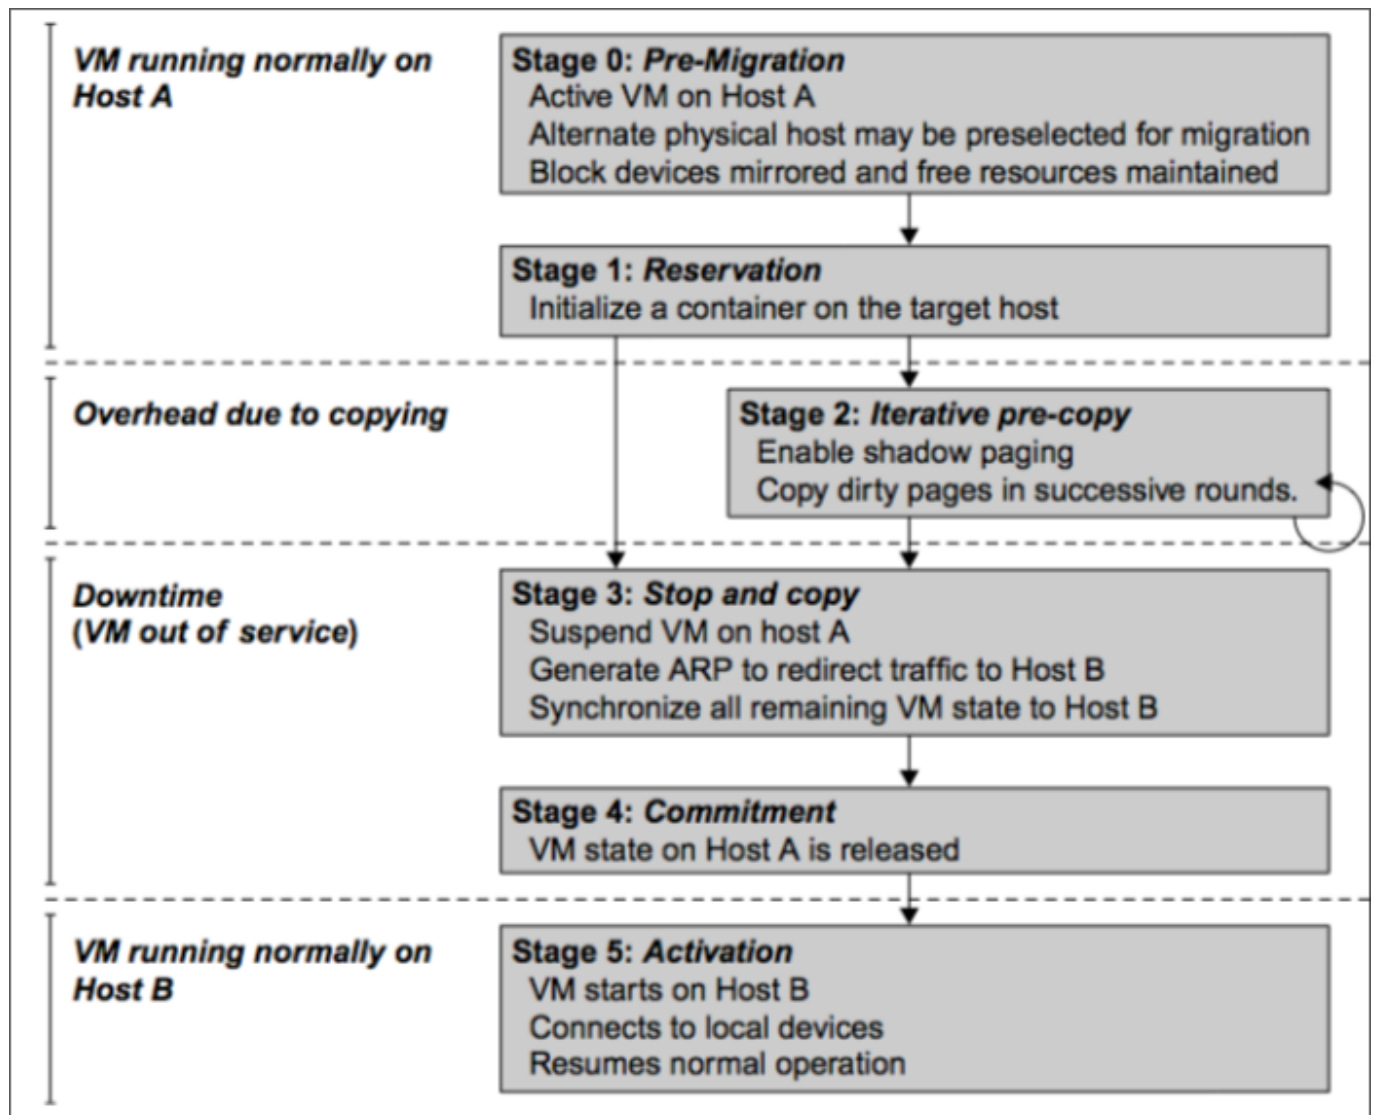 VM running normally on
Host A
Stage 0: Pre-Migration
Active VM on Host A
Alternate physical host may be preselected for migration
Block devices mirrored and free resources maintained
Stage 1: Reservation
Initialize a container on the target host
Overhead due to copying
Stage 2: Iterative pre-copy
Enable shadow paging
Copy dirty pages in successive rounds.
Downtime
(VM out of service)
Stage 3: Stop and copy
Suspend VM on host A
Generate ARP to redirect traffic to Host B
Synchronize all remaining VM state to Host B
Stage 4: Commitment
VM state on Host A is released
VM running normally on
Host B
Stage 5: Activation
VM starts on Host B
Connects to local devices
Resumes normal operation